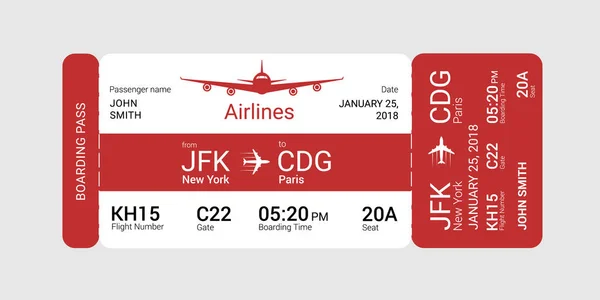 BOARDING PASS
Passenger name
JOHN
SMITH
Airlines
Date
JANUARY 25,
2018
from
JFK
New York
to
CDG
Paris
KH15
Flight Number
C22
Gate
05:20 PM
Boarding Time
20A
Seat
JFK
New York
CDG
Paris
JANUARY 25, 2018
KH15
Flight Number
C22
Gate
05:20 PM
Boarding Time
JOHN SMITH
20A
Seat